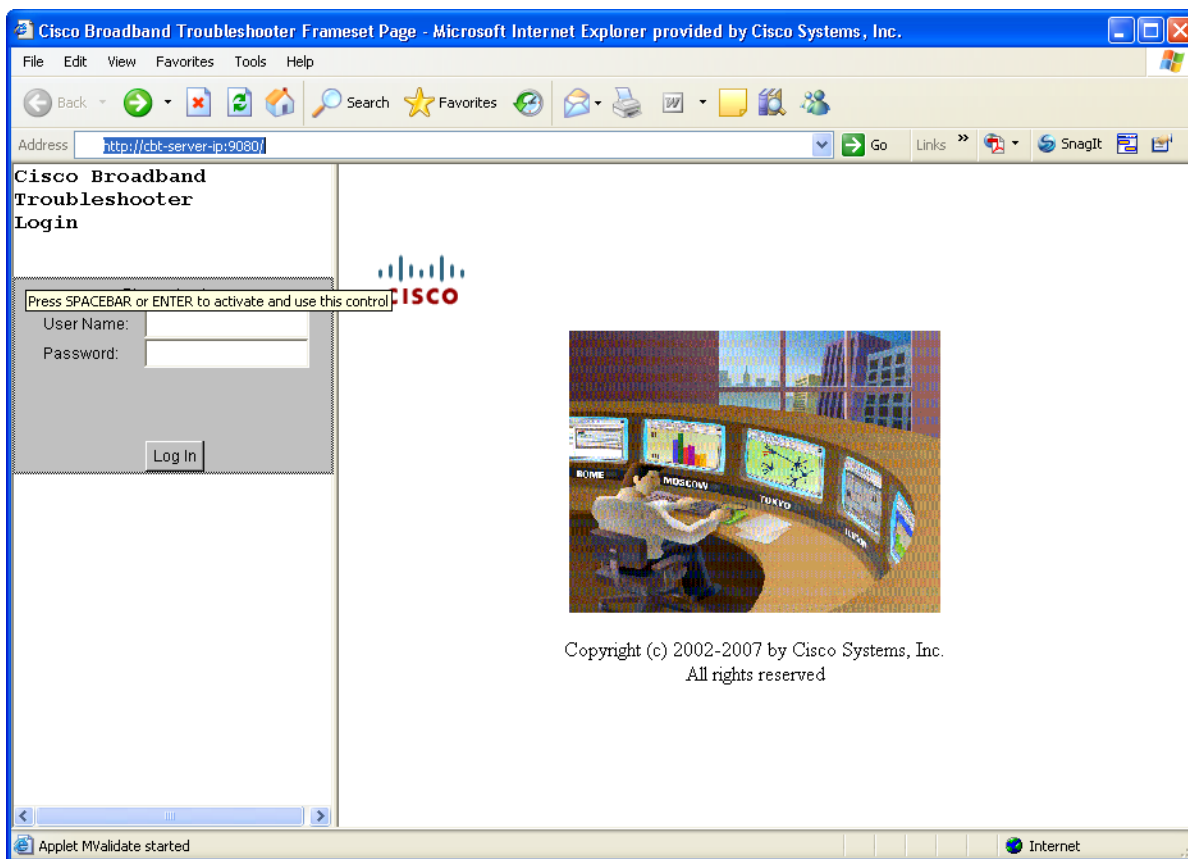 Cisco Broadband Troubleshooter Frameset Page - Microsoft Internet Explorer provided by Cisco Systems, Inc.
File Edit View Favorites Tools Help
Back Search Favorites
Address http://cbt-server-ip:9080/ Go Links » SnagIt
Cisco Broadband
Troubleshooter
Login
Press SPACEBAR or ENTER to activate and use this control
User Name:
Password:
Log In
CISCO
ROME
MOSCOW
TOKYO
Copyright (c) 2002-2007 by Cisco Systems, Inc.
All rights reserved
Applet MValidate started
Internet